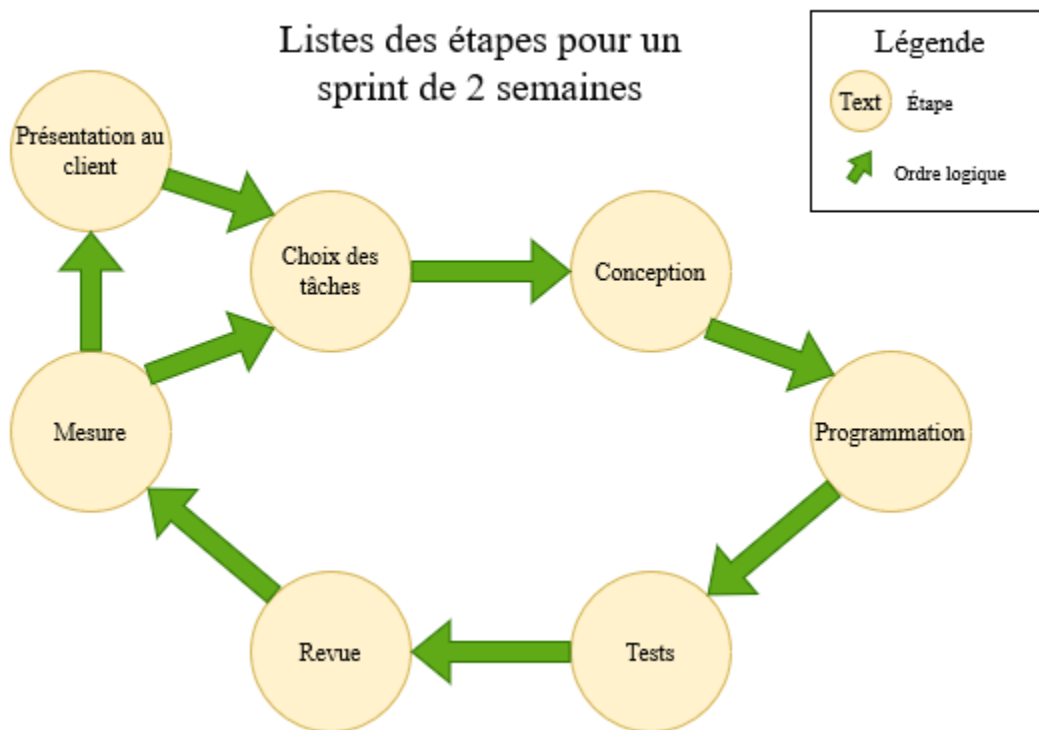 Listes des étapes pour un
sprint de 2 semaines
Légende
Text
Étape
Ordre logique
Présentation au
client
Choix des
tâches
Conception
Programmation
Tests
Revue
Mesure